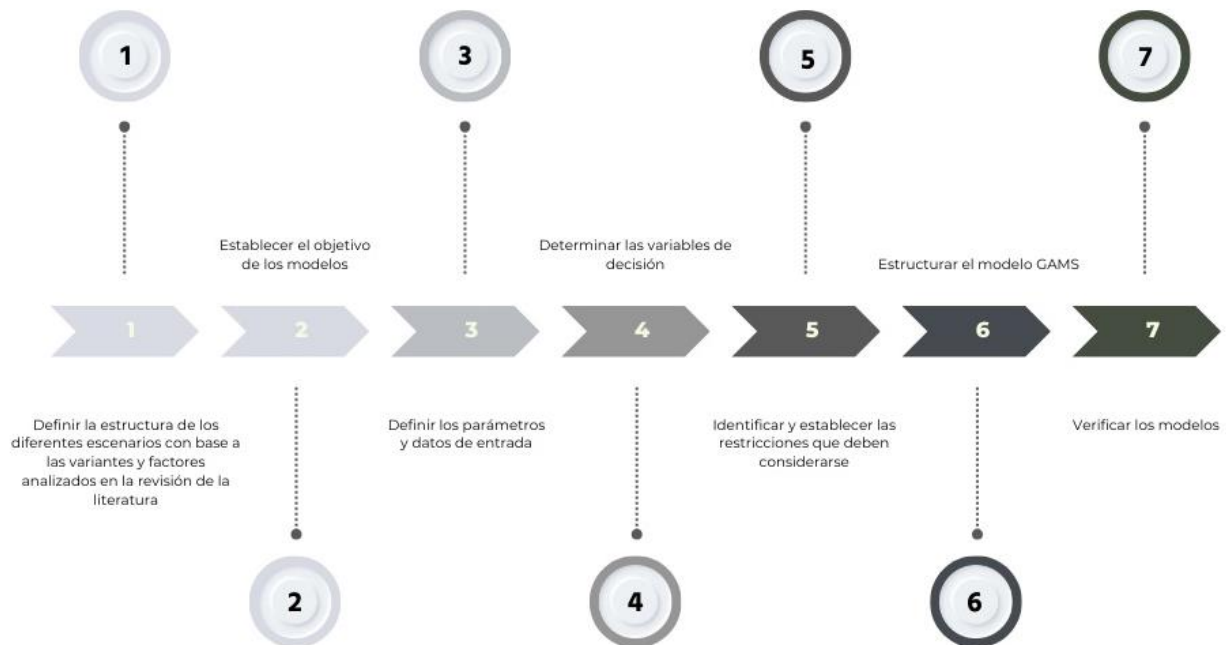 1
3
5
7
Establecer el objetivo
de los modelos
Determinar las variables de
decisión
Estructurar el modelo GAMS
1
2
3
4
5
6
7
Definir la estructura de los
diferentes escenarios con base a
las variantes y factores
analizados en la revisión de la
literatura
Definir los parámetros
y datos de entrada
Identificar y establecer las
restricciones que deben
considerarse
Verificar los modelos
2
4
6